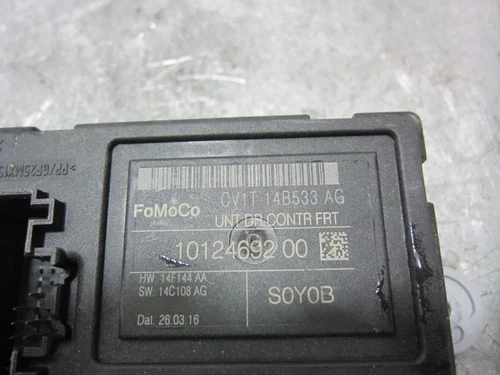 CV1T 14B533 AG
FoMoCo
UNT DR CONTR FRT
10124692 00
HW. 14F144 AA
SW. 14C108 AG
S0Y0B
Dat. 26.03.16